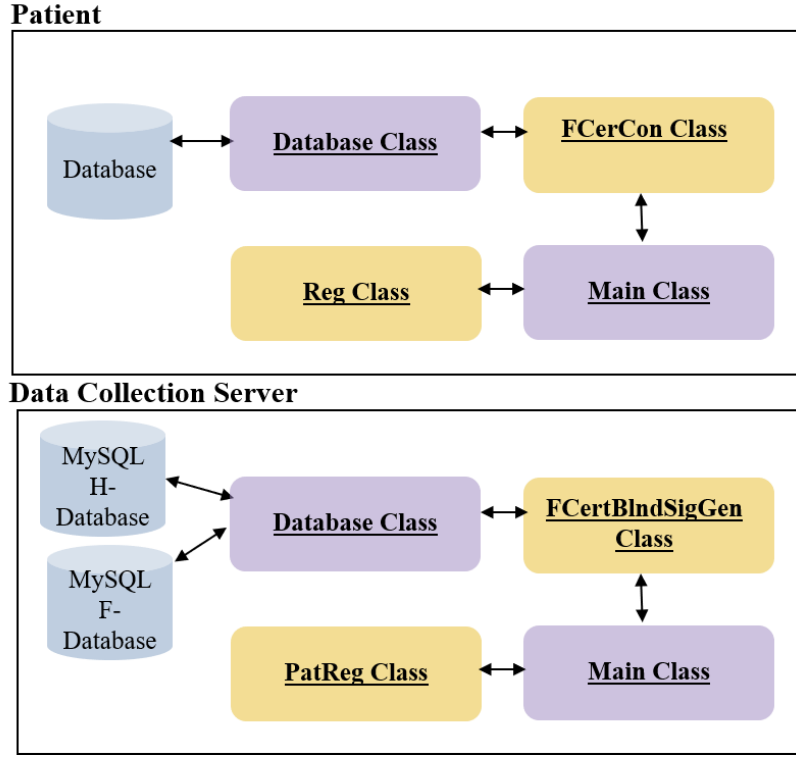 Patient
Database
Database Class
FCerCon Class
Reg Class
Main Class
Data Collection Server
MySQL
H-
Database
MySQL
F-
Database
Database Class
FCertBlndSigGen
Class
PatReg Class
Main Class